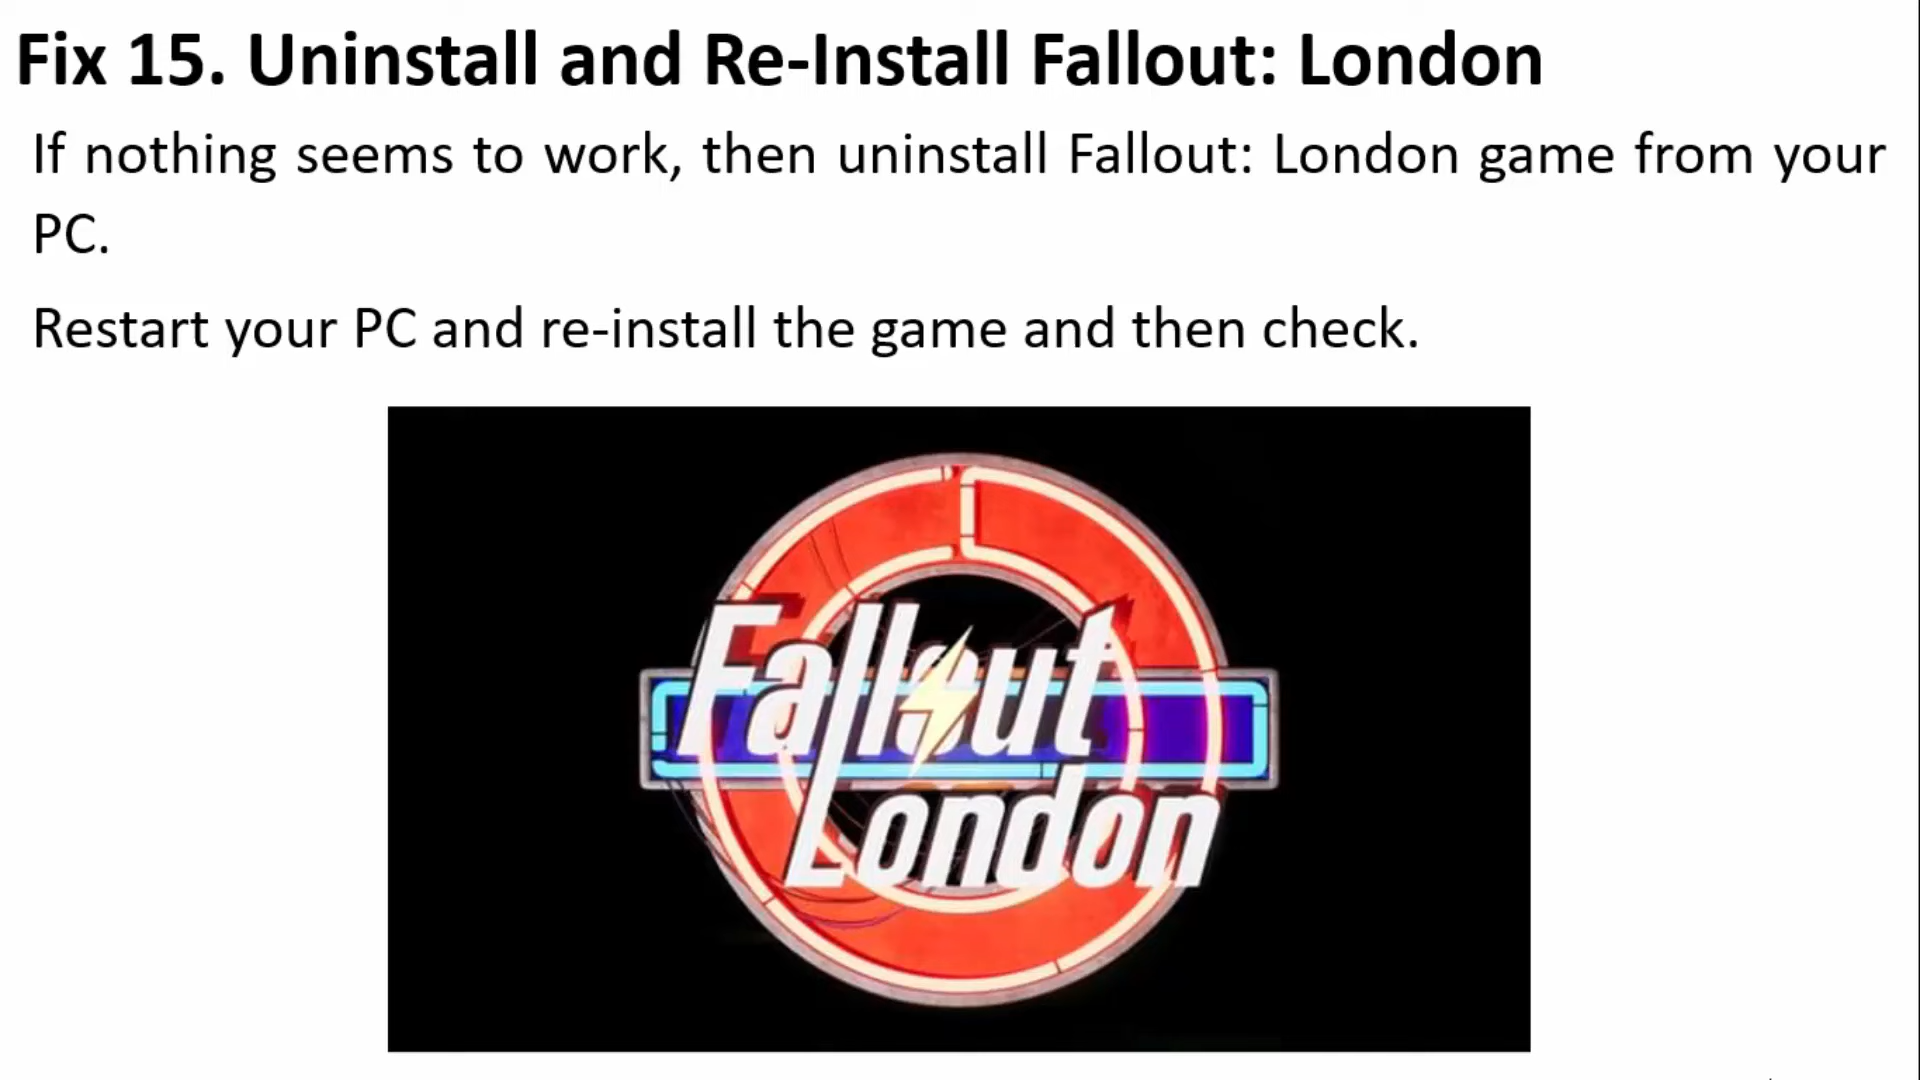 Fix 15. Uninstall and Re-Install Fallout: London
If nothing seems to work, then uninstall Fallout: London game from your
PC.
Restart your PC and re-install the game and then check.
Fallout
London